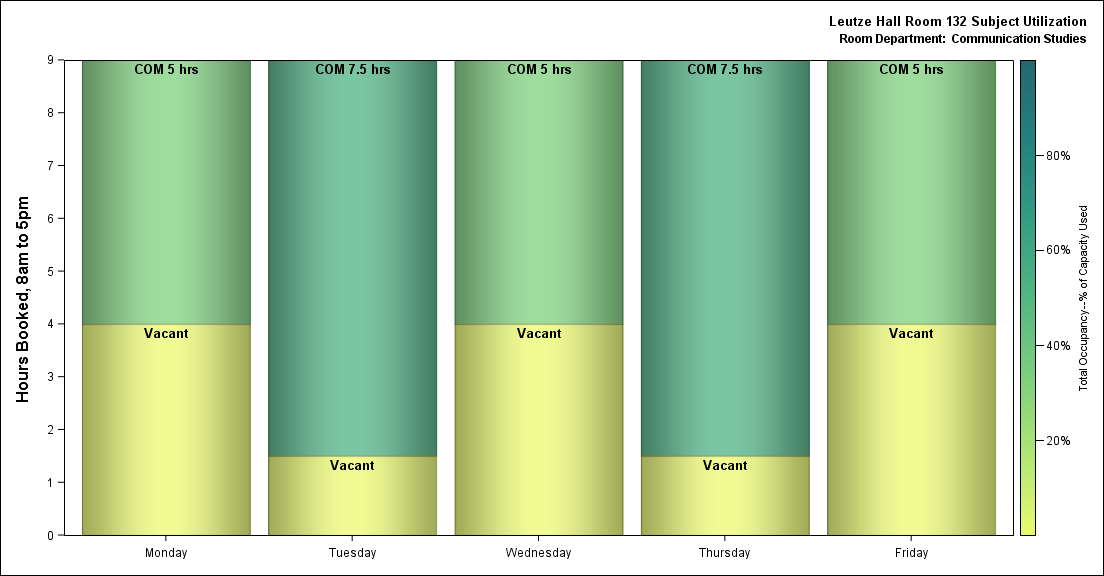 Leutze Hall Room 132 Subject Utilization
Room Department: Communication Studies
Hours Booked, 8am to 5pm
9
8
7
6
5
4
3
2
1
0
COM 5 hrs
COM 7.5 hrs
COM 5 hrs
COM 7.5 hrs
COM 5 hrs
Vacant
Vacant
Vacant
Vacant
Vacant
Monday
Tuesday
Wednesday
Thursday
Friday
80%
60%
40%
20%
Total Occupancy--% of Capacity Used